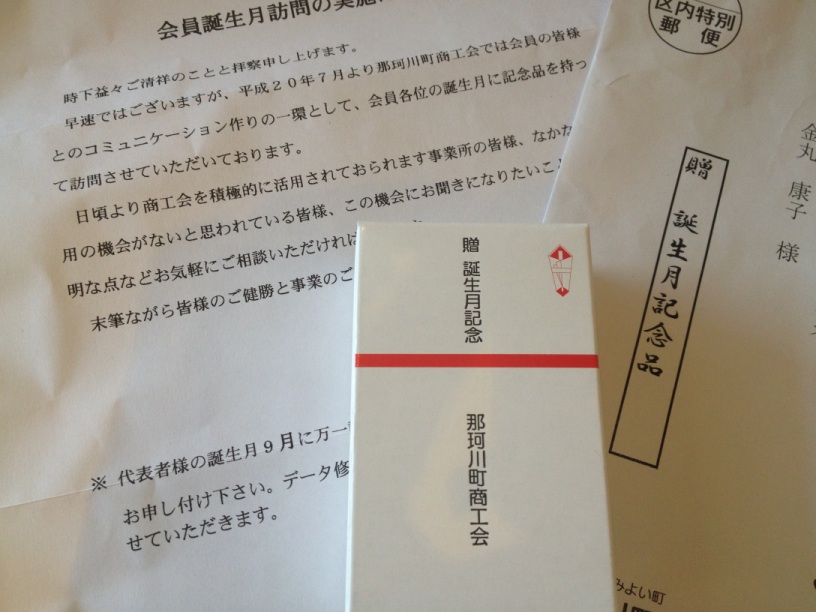 会員誕生月訪問の実施
時下益々ご清祥のことと拝察申し上げます。
早速ではございますが、平成20年7月より那珂川町商工会では会員の皆様
とのコミュニケーション作りの一環として、会員各位の誕生月に記念品を持っ
て訪問させていただいております。
日頃より商工会を積極的に活用されておられます事業所の皆様、なかなか
用の機会がないと思われている皆様、この機会にお聞きになりたいこと
明な点などお気軽にご相談いただければ
末筆ながら皆様のご健勝と事業のご
※ 代表者様の誕生月9月に万一
お申し付け下さい。データ修
せていただきます。
贈 誕生月記念
那珂川町商工会
区内特別
郵便
金丸 康子 様
贈 誕生月記念品
みよい町